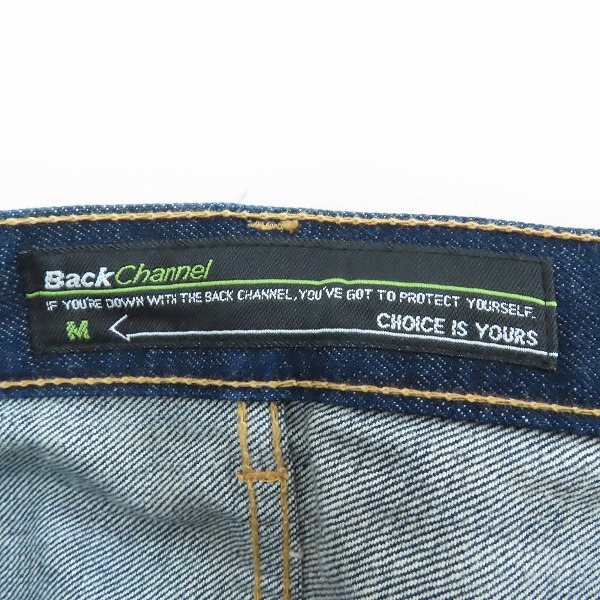 Back Channel
IF YOU'RE DOWN WITH THE BACK CHANNEL, YOU'VE GOT TO PROTECT YOURSELF.
M CHOICE IS YOURS